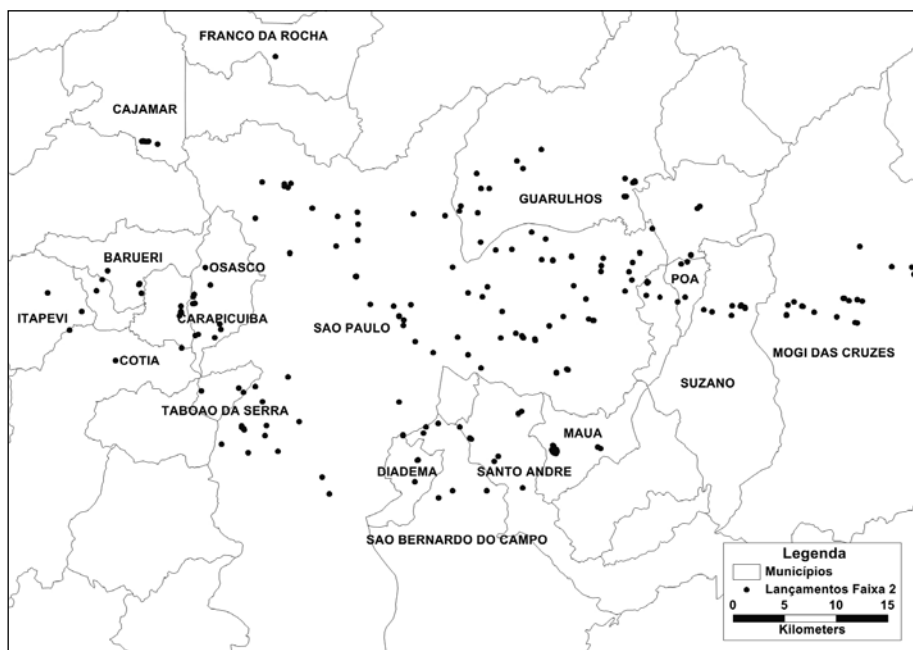 FRANCO DA ROCHA
CAJAMAR
GUARULHOS
BARUERI
OSASCO
POA
ITAPEVI
CARAPICUIBA
SAO PAULO
MOGI DAS CRUZES
COTIA
SUZANO
TABOAO DA SERRA
MAUA
DIADEMA
SANTO ANDRE
SAO BERNARDO DO CAMPO
Legenda
Municípios
Lançamentos Faixa 2
0 5 10 15
Kilometers